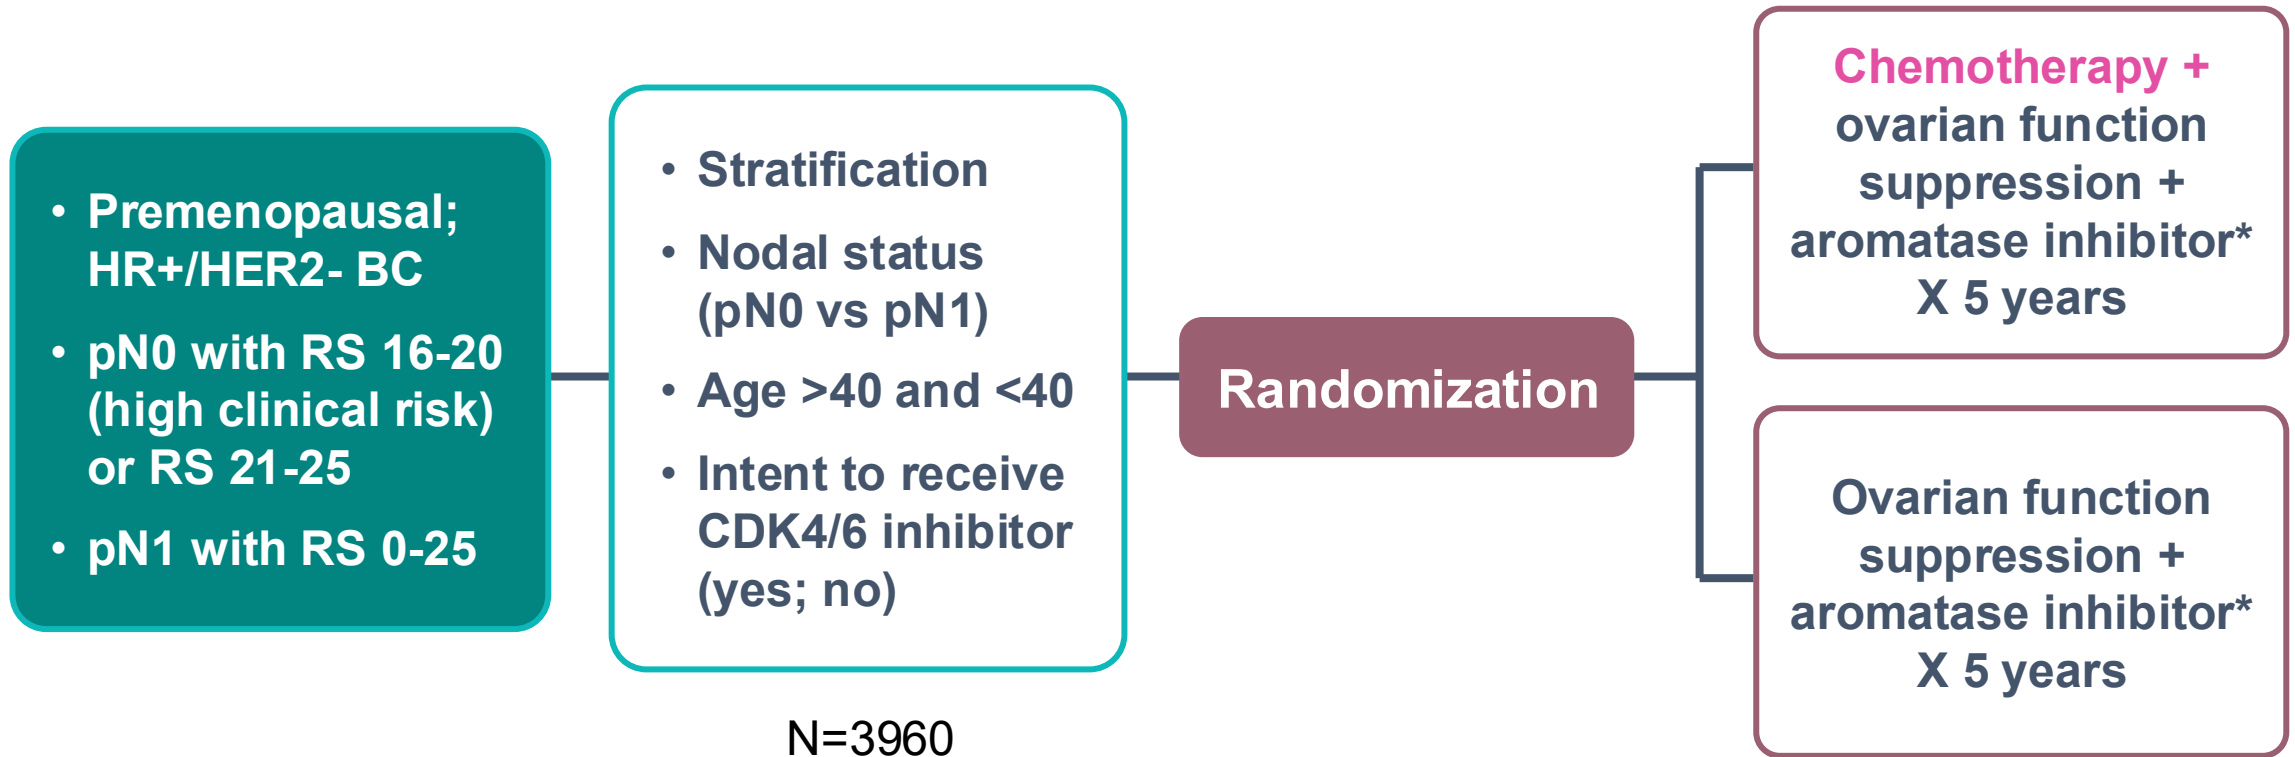 • Premenopausal;
HR+/HER2- BC
• pN0 with RS 16-20
(high clinical risk)
or RS 21-25
• pN1 with RS 0-25
• Stratification
• Nodal status
(pN0 vs pN1)
• Age >40 and <40
• Intent to receive
CDK4/6 inhibitor
(yes; no)
N=3960
Randomization
Chemotherapy +
ovarian function
suppression +
aromatase inhibitor*
X 5 years
Ovarian function
suppression +
aromatase inhibitor*
X 5 years